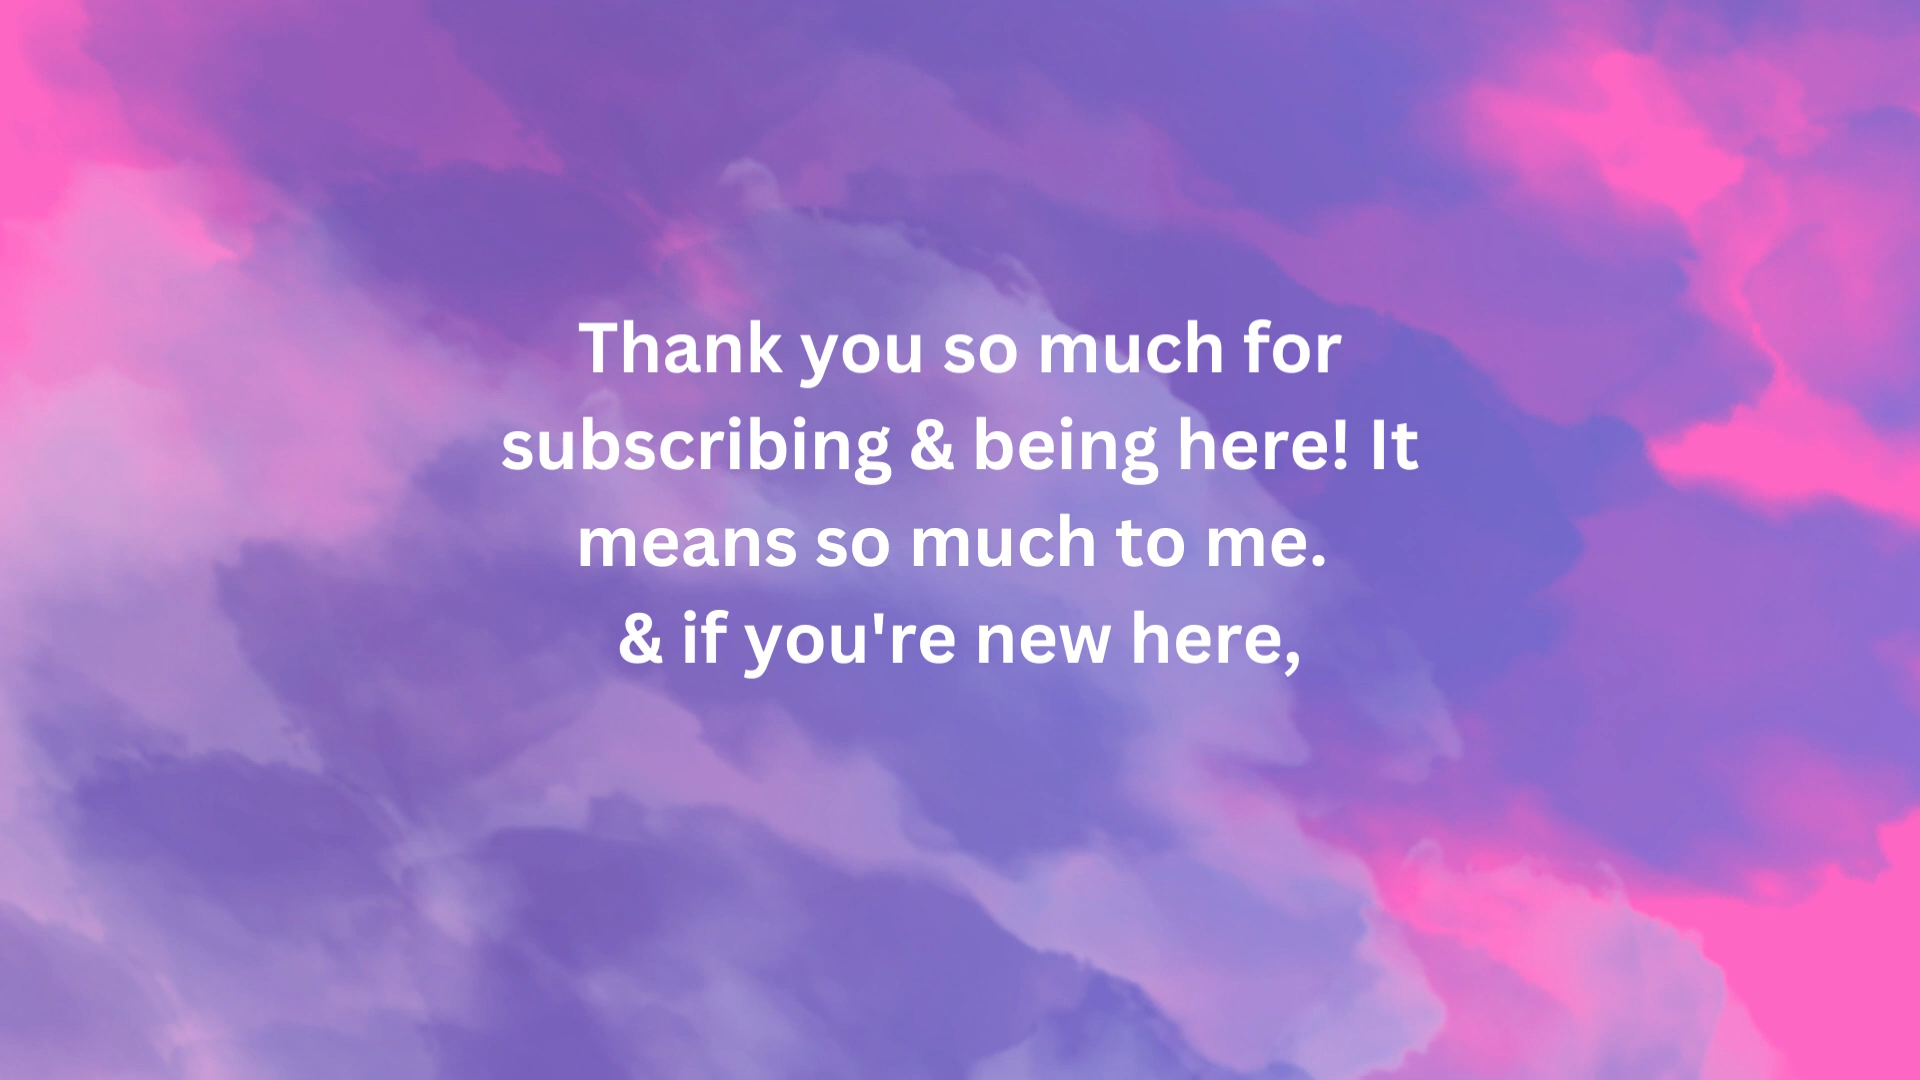 Thank you so much for
subscribing & being here! It
means so much to me.
& if you're new here,